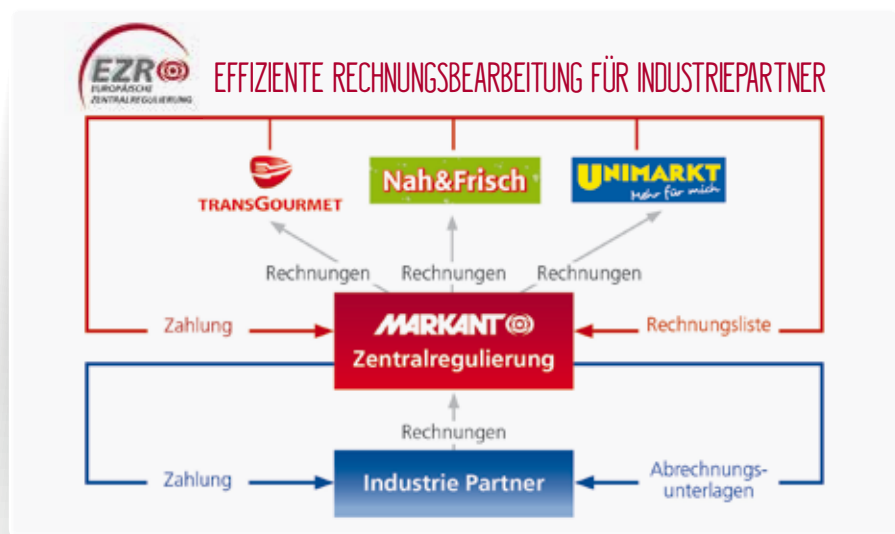 EZR
EUROPÄISCHE
ZENTRALREGULIERUNG
EFFIZIENTE RECHNUNGSBEARBEITUNG FÜR INDUSTRIEPARTNER
TRANSGOURMET
Nah&Frisch
UNIMARKT
Mehr für mich
Rechnungen Rechnungen Rechnungen
Zahlung
MARKANT
Zentralregulierung
Rechnungsliste
Rechnungen
Zahlung
Industrie Partner
Abrechnungs-
unterlagen